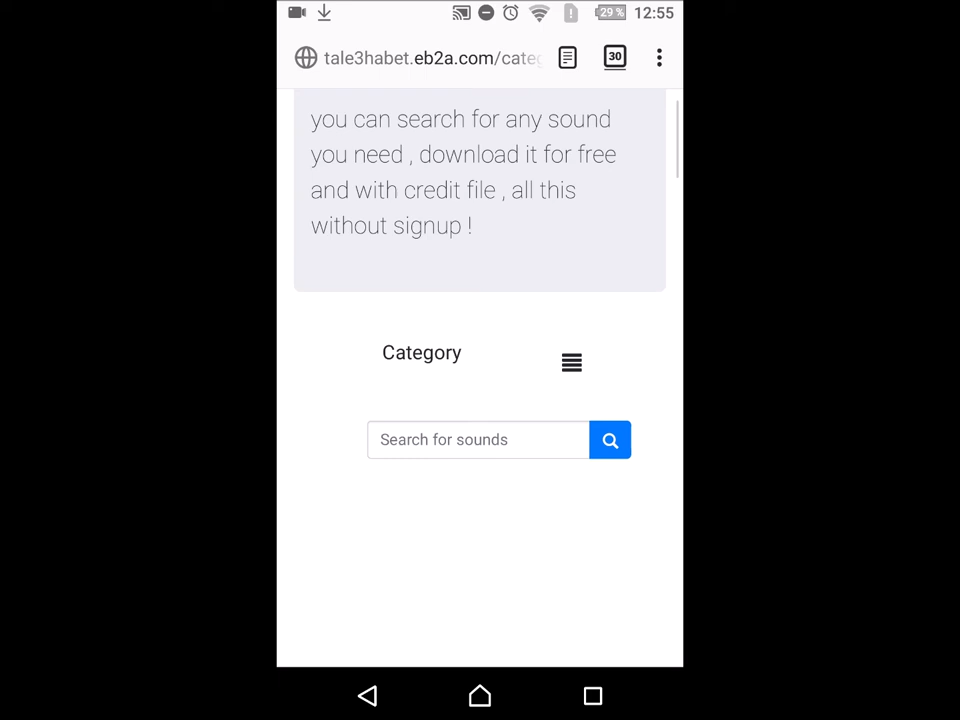 29 % 12:55
tale3habet.eb2a.com/cate
30
you can search for any sound
you need , download it for free
and with credit file , all this
without signup !
Category
Search for sounds